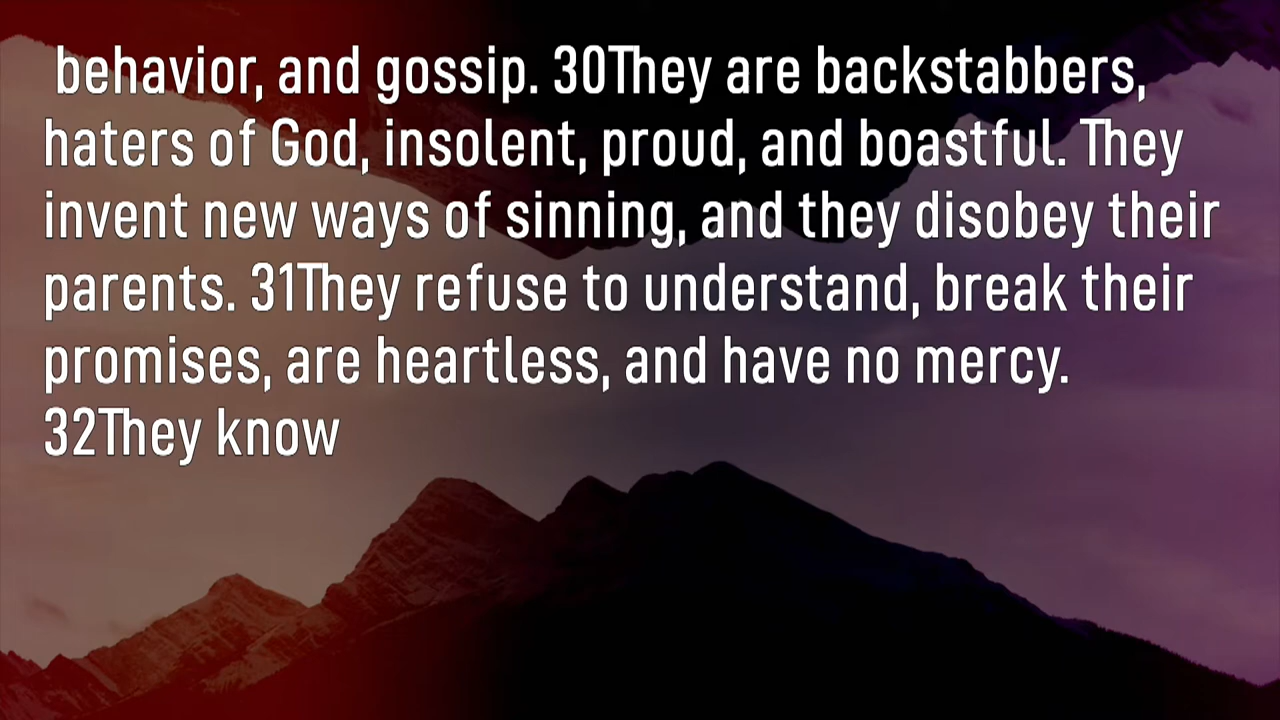 behavior, and gossip. 30They are backstabbers,
haters of God, insolent, proud, and boastful. They
invent new ways of sinning, and they disobey their
parents. 31They refuse to understand, break their
promises, are heartless, and have no mercy.
32They know